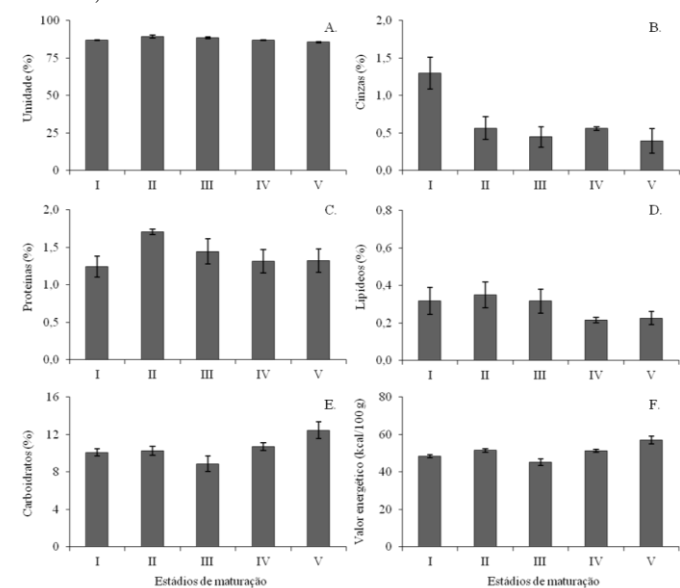 A.
Umidade (%)
100
75
50
25
0
I II III IV V
B.
Cinzas (%)
2,0
1,5
1,0
0,5
0,0
I II III IV V
C.
Proteínas (%)
2,0
1,5
1,0
0,5
0,0
I II III IV V
D.
Lipídeos (%)
0,8
0,6
0,4
0,2
0,0
I II III IV V
E.
Carboidratos (%)
16
12
8
4
0
I II III IV V
Estádios de maturação
F.
Valor energético (kcal/100 g)
80
60
40
20
0
I II III IV V
Estádios de maturação